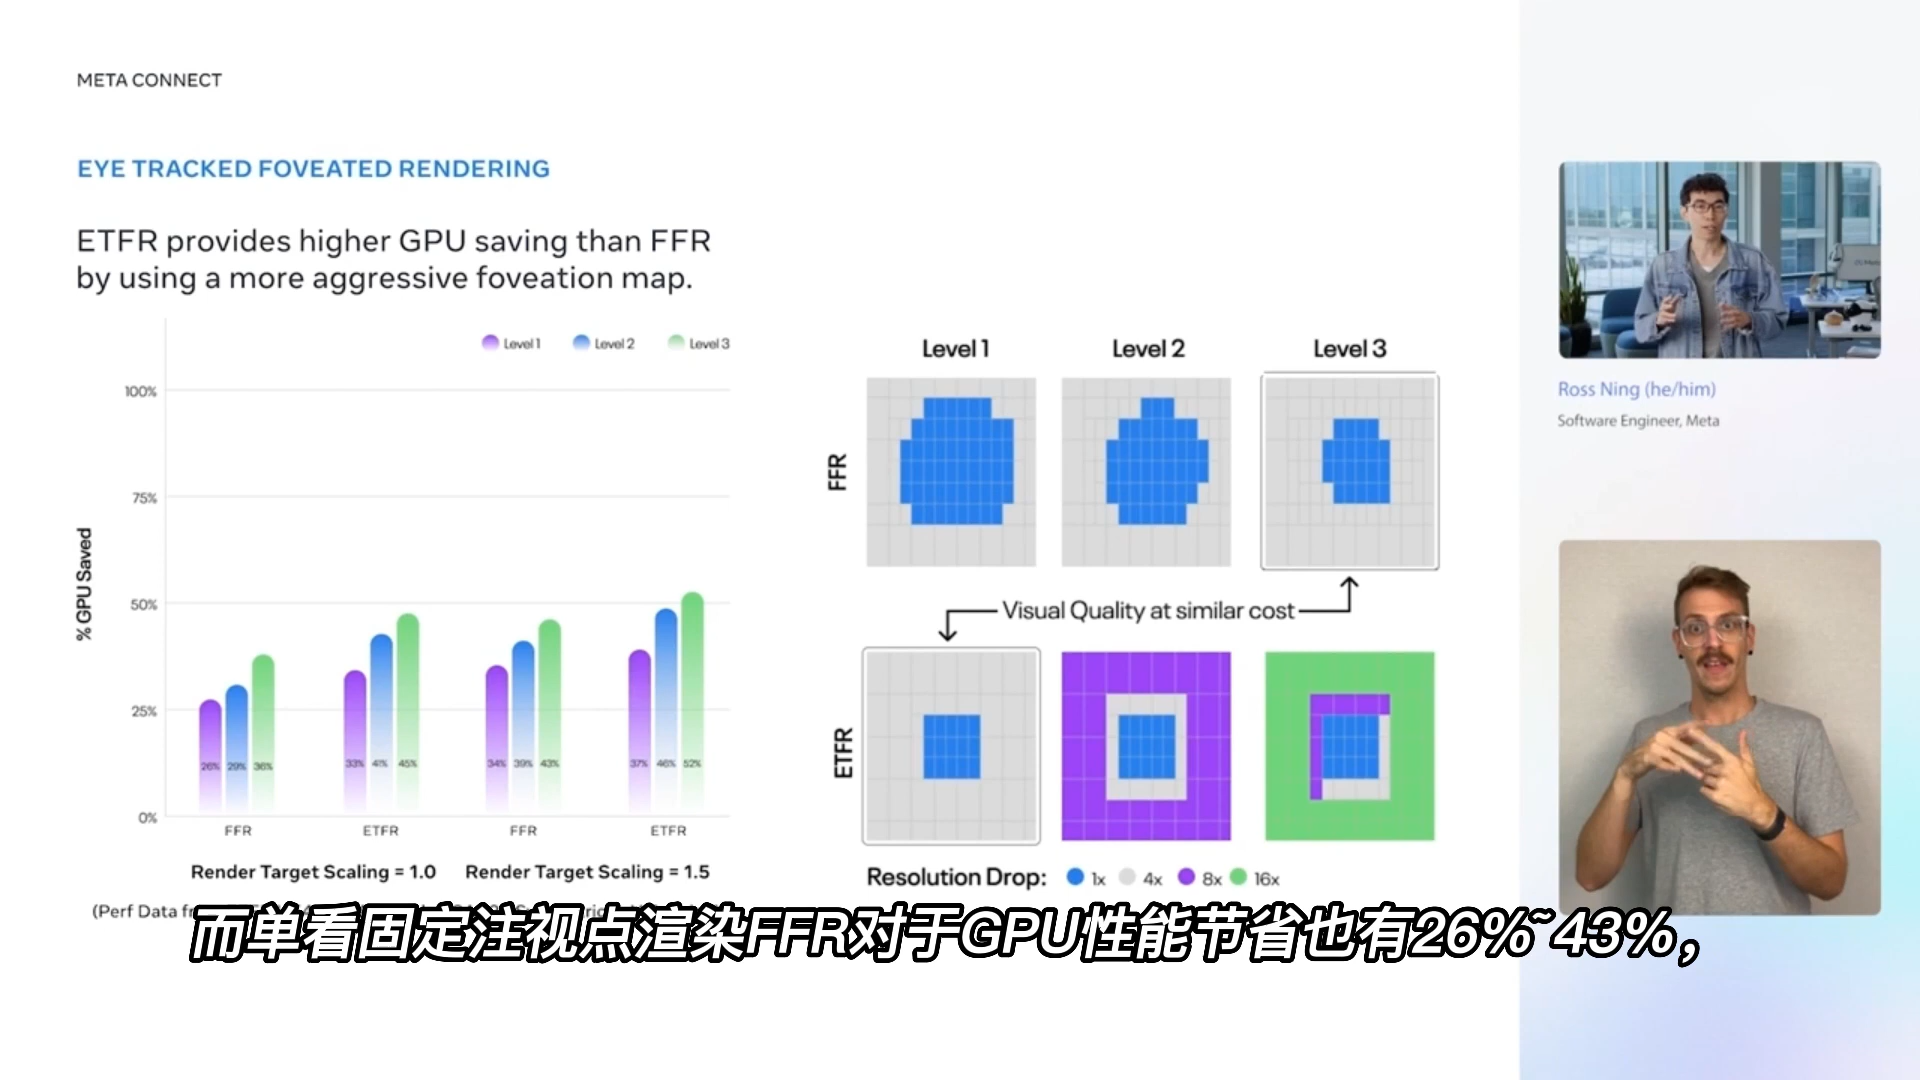 META CONNECT
EYE TRACKED FOVEATED RENDERING
ETFR provides higher GPU saving than FFR
by using a more aggressive foveation map.
Level 1
Level 2
Level 3
% GPU Saved
100%
75%
50%
25%
0%
26%
29%
36%
33%
41%
45%
34%
39%
43%
37%
46%
52%
FFR
ETFR
FFR
ETFR
Render Target Scaling = 1.0
Render Target Scaling = 1.5
(Perf Data
Level 1
Level 2
Level 3
FFR
Visual Quality at similar cost
ETFR
Resolution Drop:
1x
4x
8x
16x
Ross Ning (he/him)
Software Engineer, Meta
而单看固定注视点渲染FFR对于GPU性能节省也有26%~43%，